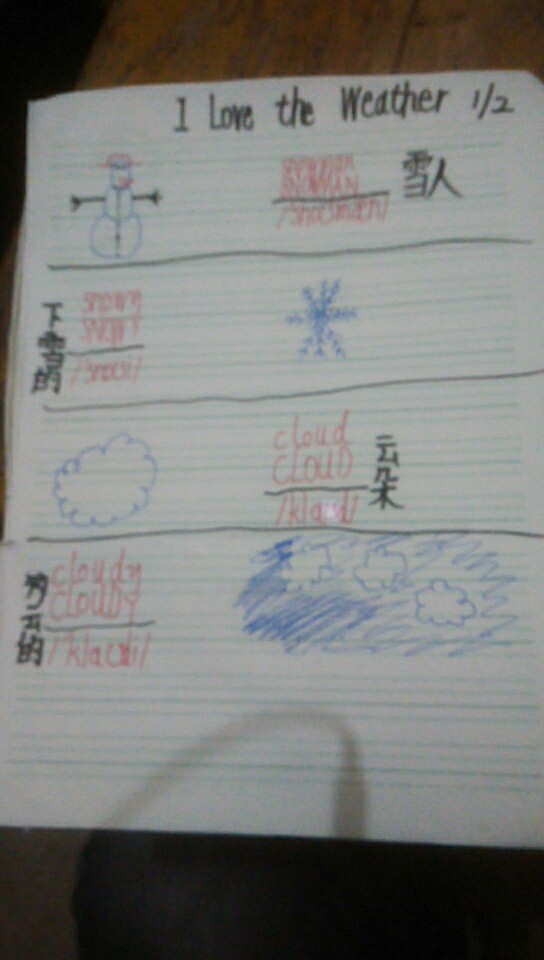 I Love the Weather 1/2
snowman
SNOWMAN
/'snəʊmæn/
雪人
snowy
SNOWY
/'snəʊi/
下雪的
cloud
CLOUD
/klaʊd/
云朵
cloudy
CLOUDY
/'klaʊdi/
多云的